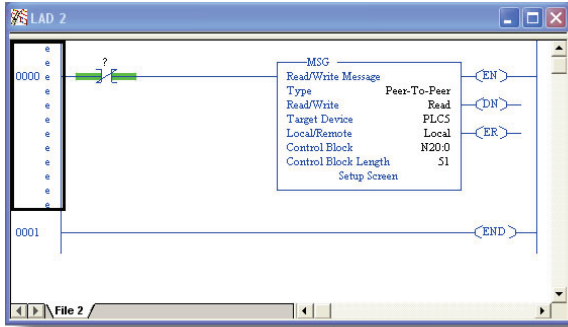 LAD 2
e
e
?
MSG
0000 e
Read/Write Message
EN
e
Type Peer-To-Peer
e
Read/Write Read
DN
e
Target Device PLC5
e
Local/Remote Local
ER
e
Control Block N20:0
e
Control Block Length 51
e
Setup Screen
e
e
0001
END
File 2